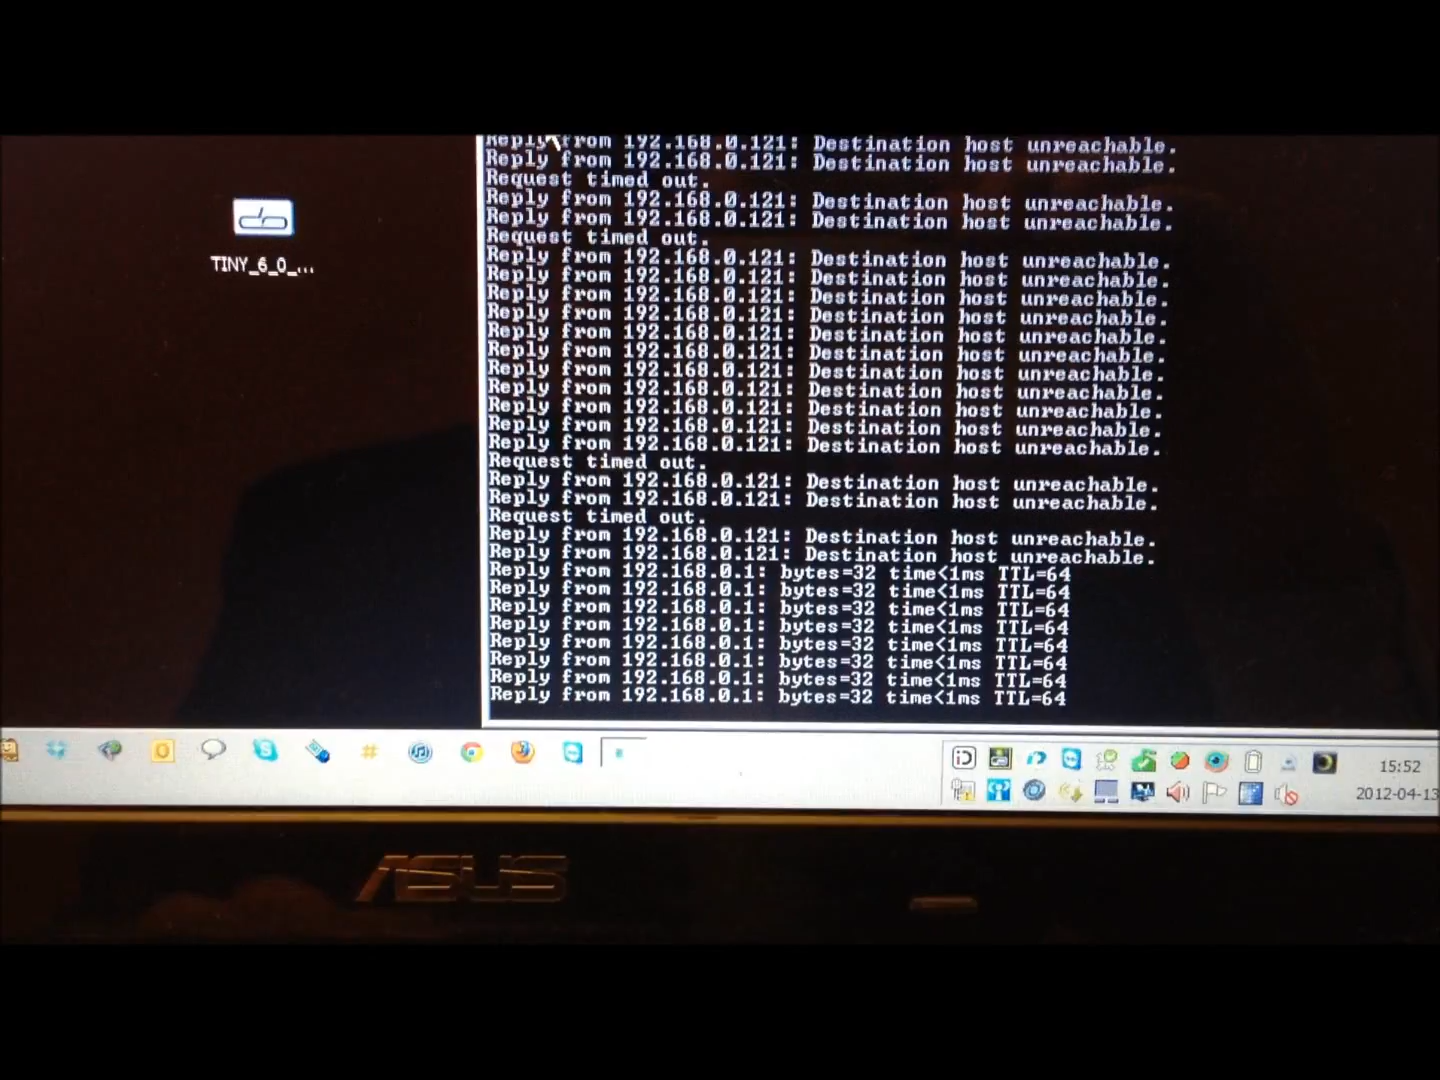 Reply from 192.168.0.121: Destination host unreachable.
Reply from 192.168.0.121: Destination host unreachable.
Request timed out.
Reply from 192.168.0.121: Destination host unreachable.
Reply from 192.168.0.121: Destination host unreachable.
Request timed out.
Reply from 192.168.0.121: Destination host unreachable.
Reply from 192.168.0.121: Destination host unreachable.
Reply from 192.168.0.121: Destination host unreachable.
Reply from 192.168.0.121: Destination host unreachable.
Reply from 192.168.0.121: Destination host unreachable.
Reply from 192.168.0.121: Destination host unreachable.
Reply from 192.168.0.121: Destination host unreachable.
Reply from 192.168.0.121: Destination host unreachable.
Reply from 192.168.0.121: Destination host unreachable.
Reply from 192.168.0.121: Destination host unreachable.
Reply from 192.168.0.121: Destination host unreachable.
Request timed out.
Reply from 192.168.0.121: Destination host unreachable.
Reply from 192.168.0.121: Destination host unreachable.
Request timed out.
Reply from 192.168.0.121: Destination host unreachable.
Reply from 192.168.0.121: Destination host unreachable.
Reply from 192.168.0.1: bytes=32 time<1ms TTL=64
Reply from 192.168.0.1: bytes=32 time<1ms TTL=64
Reply from 192.168.0.1: bytes=32 time<1ms TTL=64
Reply from 192.168.0.1: bytes=32 time<1ms TTL=64
Reply from 192.168.0.1: bytes=32 time<1ms TTL=64
Reply from 192.168.0.1: bytes=32 time<1ms TTL=64
Reply from 192.168.0.1: bytes=32 time<1ms TTL=64
Reply from 192.168.0.1: bytes=32 time<1ms TTL=64
TINY_6_0_...
15:52
2012-04-13
ASUS